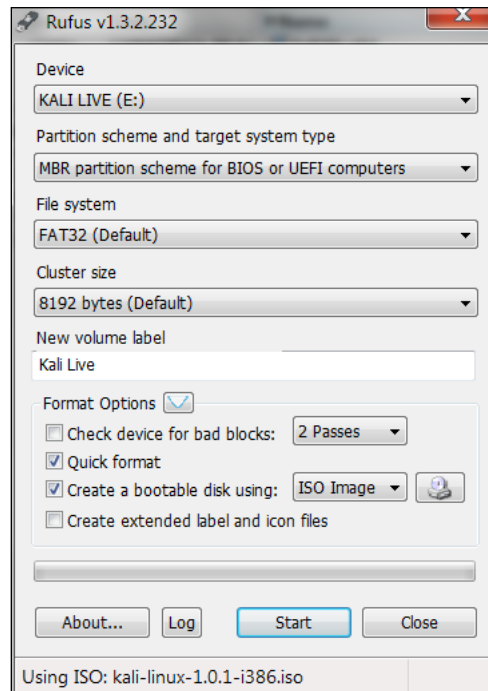 Rufus v1.3.2.232
Device
KALI LIVE (E:)
Partition scheme and target system type
MBR partition scheme for BIOS or UEFI computers
File system
FAT32 (Default)
Cluster size
8192 bytes (Default)
New volume label
Kali Live
Format Options
Check device for bad blocks: 2 Passes
Quick format
Create a bootable disk using: ISO Image
Create extended label and icon files
About... Log Start Close
Using ISO: kali-linux-1.0.1-i386.iso